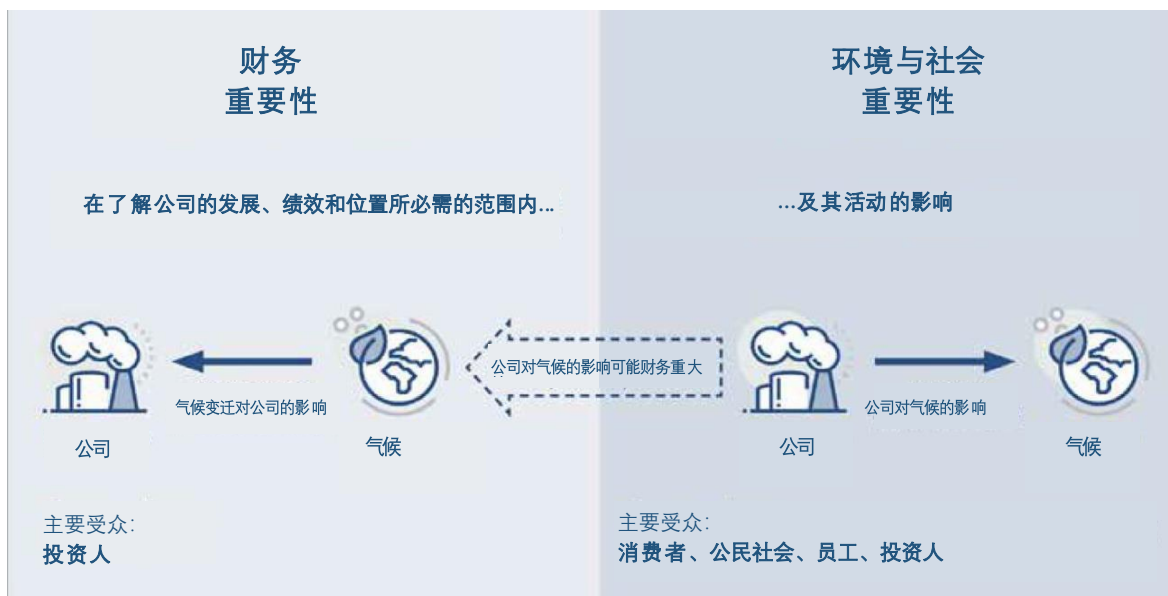 财务
重要性
在了解公司的发展、绩效和位置所必需的范围内...
公司
气候变迁对公司的影响
气候
主要受众:
投资人
公司对气候的影响可能财务重大
环境与社会
重要性
...及其活动的影响
公司
公司对气候的影响
气候
主要受众:
消费者、公民社会、员工、投资人